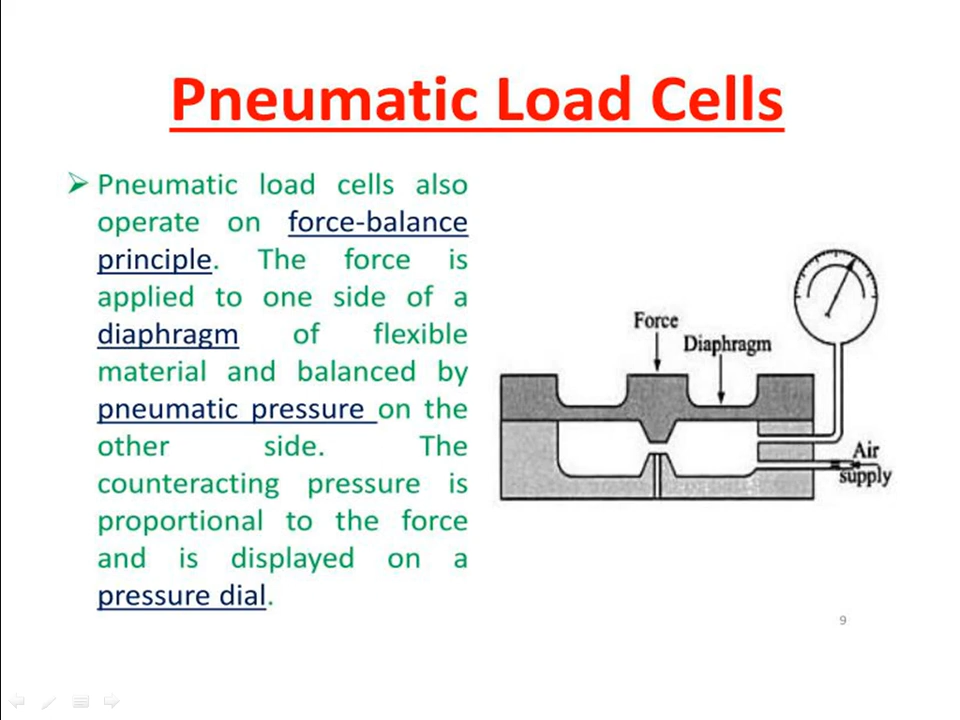 Pneumatic Load Cells
Pneumatic load cells also
operate on force-balance
principle. The force is
applied to one side of a
diaphragm of flexible
material and balanced by
pneumatic pressure on the
other side. The
counteracting pressure is
proportional to the force
and is displayed on a
pressure dial.
Force
Diaphragm
Air
supply
9